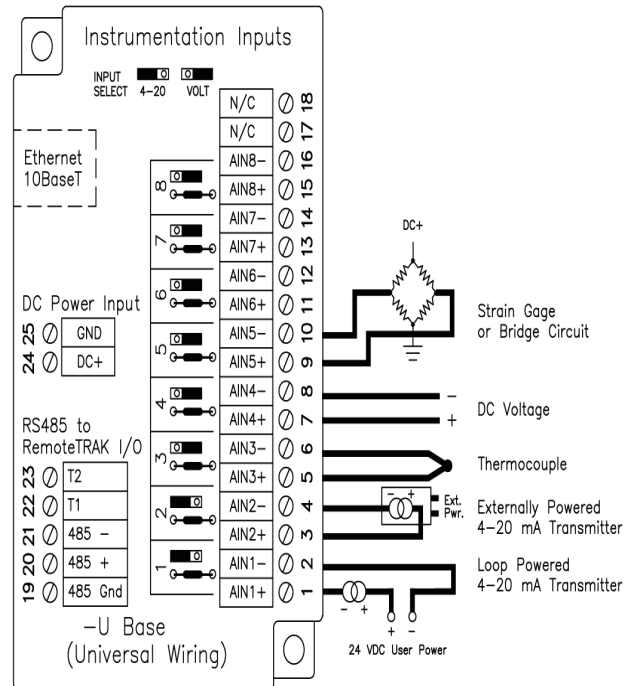 Instrumentation Inputs
INPUT
SELECT
4-20
VOLT
N/C 18
N/C 17
AIN8- 16
AIN8+ 15
AIN7- 14
AIN7+ 13
AIN6- 12
AIN6+ 11
AIN5- 10
AIN5+ 9
AIN4- 8
AIN4+ 7
AIN3- 6
AIN3+ 5
AIN2- 4
AIN2+ 3
AIN1- 2
AIN1+ 1
8
7
6
5
4
3
2
1
Ethernet
10BaseT
DC Power Input
25 GND
24 DC+
RS485 to
RemoteTRAK I/O
23 T2
22 T1
21 485 -
20 485 +
19 485 Gnd
-U Base
(Universal Wiring)
DC+
Strain Gage
or Bridge Circuit
-
+
DC Voltage
Thermocouple
- +
Ext.
Pwr.
Externally Powered
4-20 mA Transmitter
Loop Powered
4-20 mA Transmitter
- +
+ -
24 VDC User Power